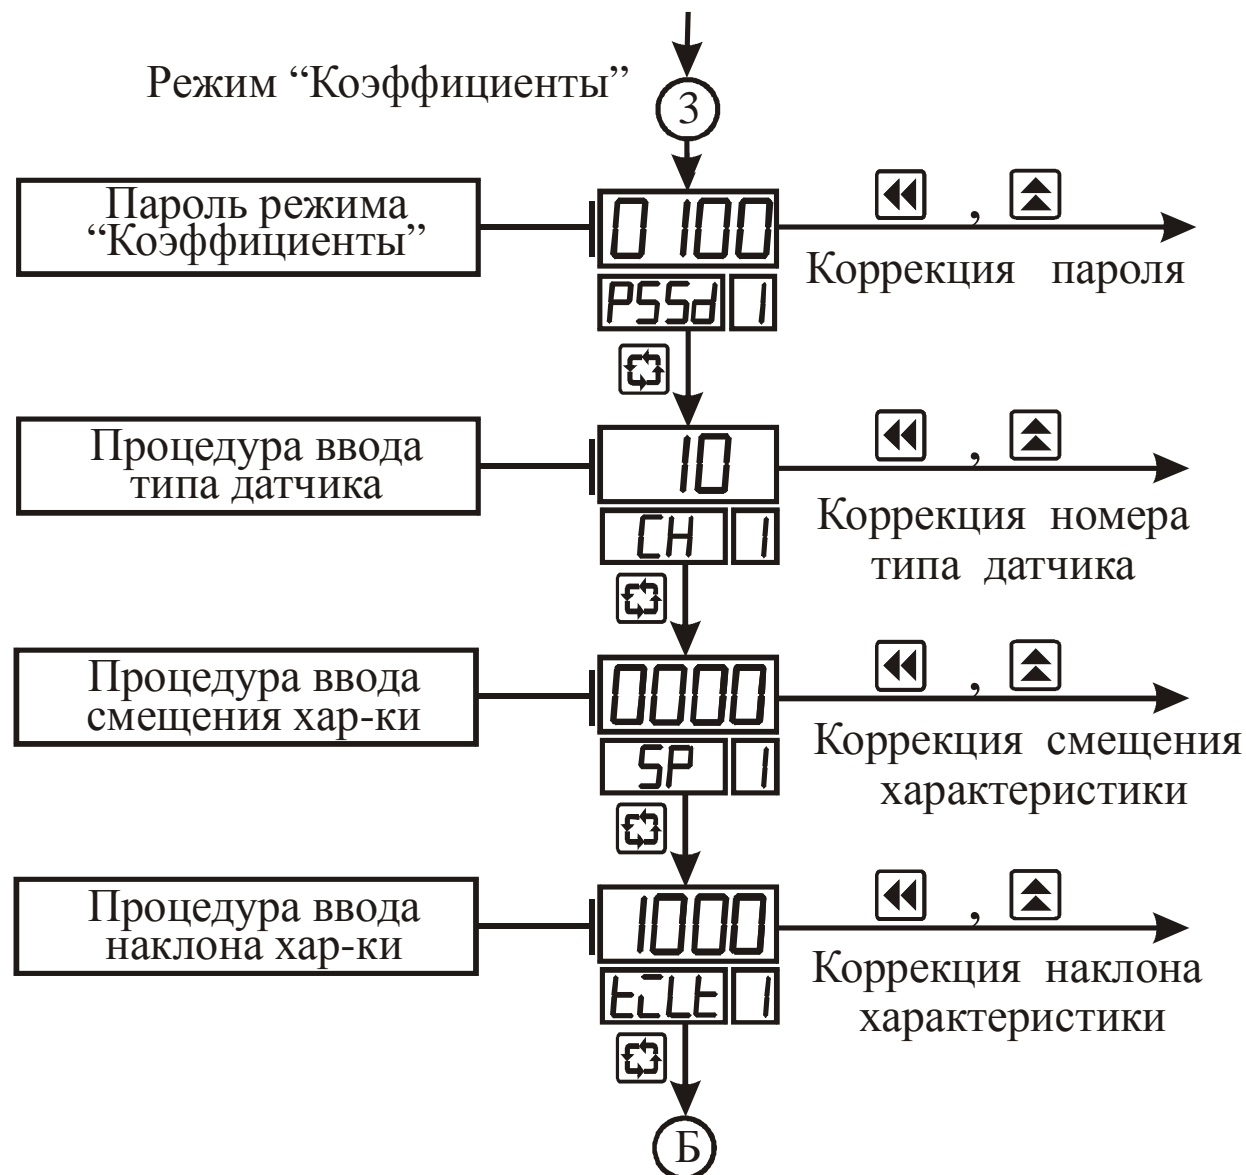 Режим “Коэффициенты”
3
Пароль режима
“Коэффициенты”
0100
PSSd 1
,
Коррекция пароля
Процедура ввода
типа датчика
10
CH 1
,
Коррекция номера
типа датчика
Процедура ввода
смещения хар-ки
0000
SP 1
,
Коррекция смещения
характеристики
Процедура ввода
наклона хар-ки
1000
tiLt 1
,
Коррекция наклона
характеристики
Б